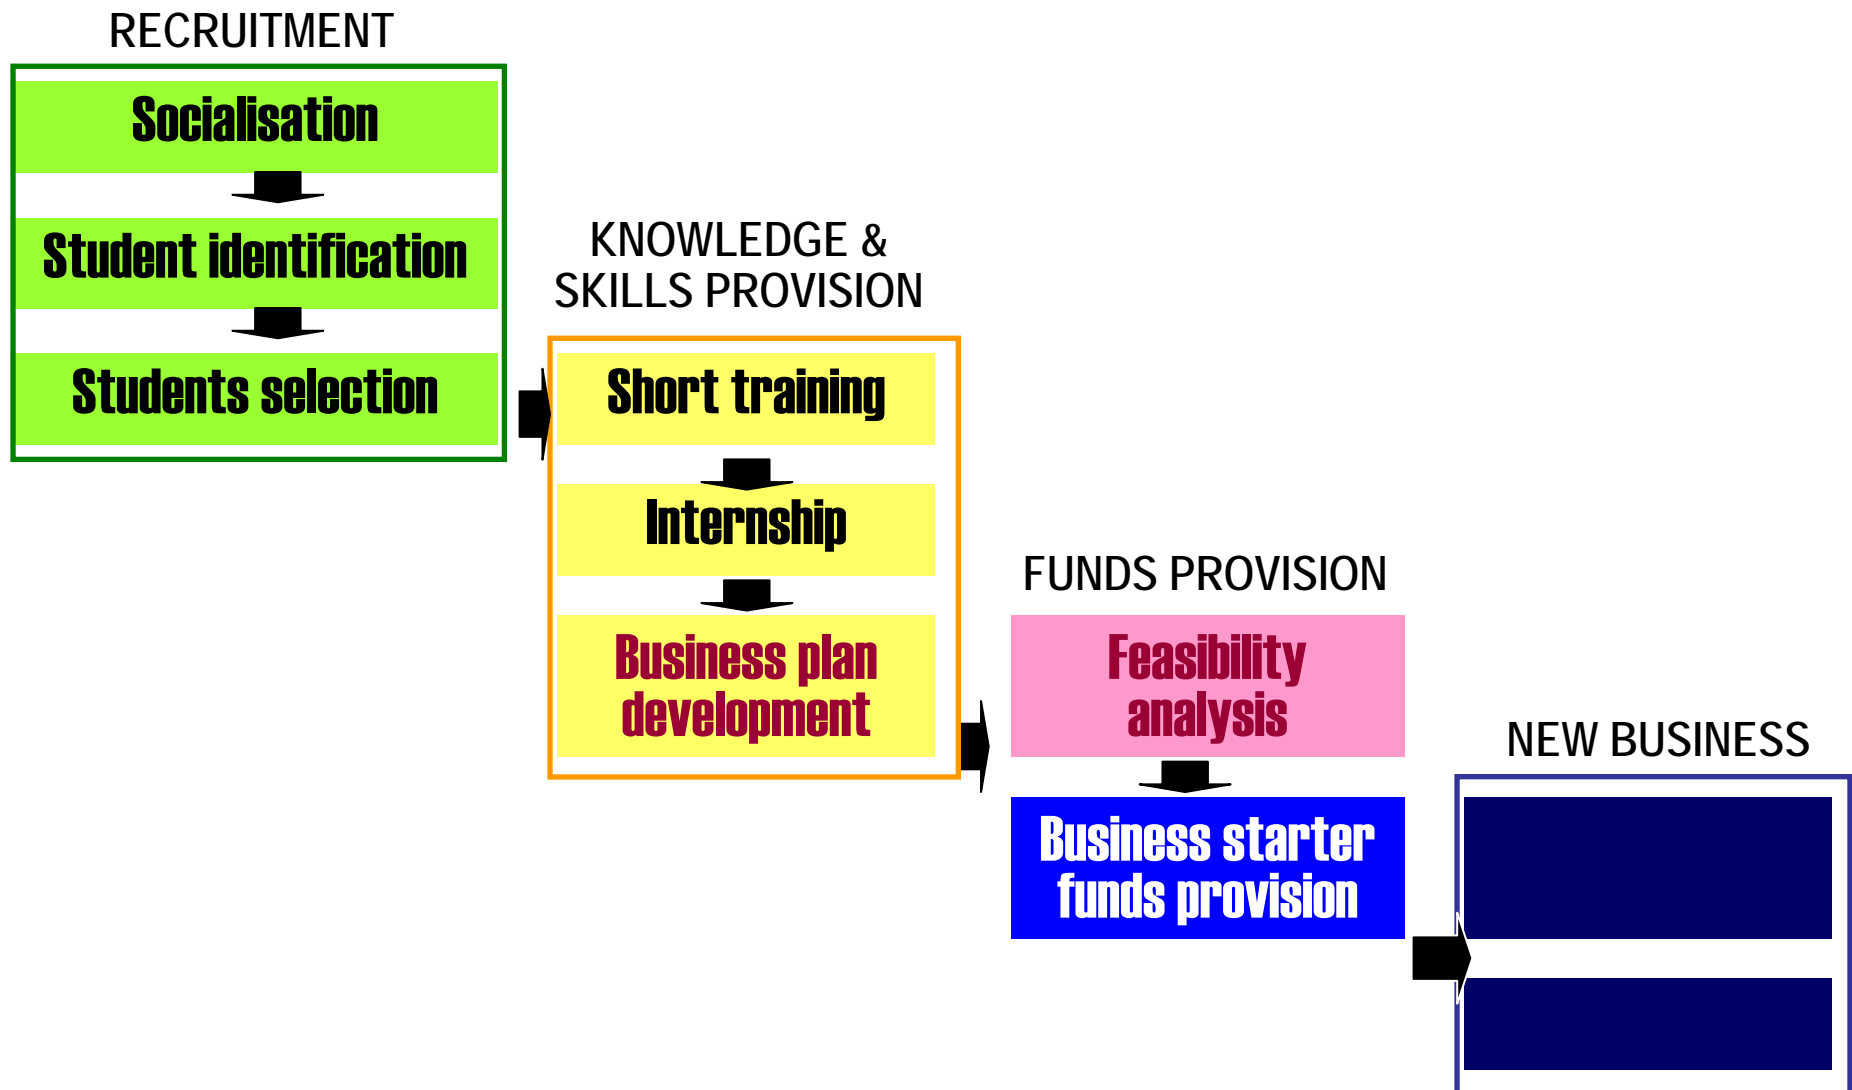 RECRUITMENT
Socialisation
Student identification
Students selection
KNOWLEDGE &
SKILLS PROVISION
Short training
Internship
Business plan
development
FUNDS PROVISION
Feasibility
analysis
Business starter
funds provision
NEW BUSINESS